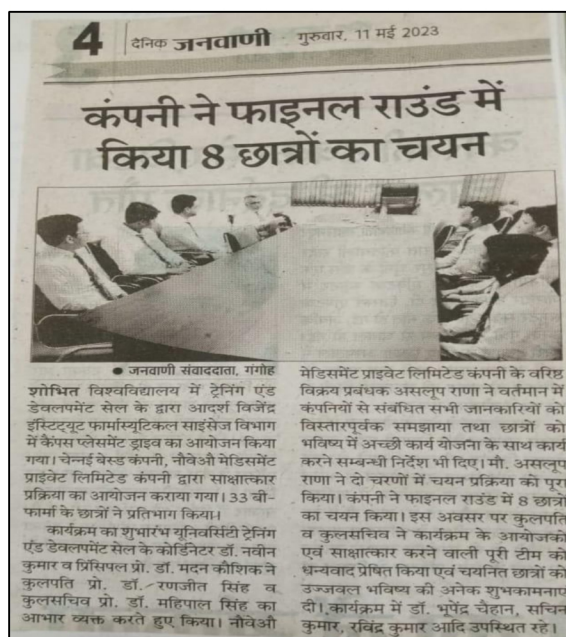 4 दैनिक जनवाणी - गुरुवार, 11 मई 2023
कंपनी ने फाइनल राउंड में
किया 8 छात्रों का चयन
● जनवाणी संवाददाता, गंगोह
शोभित विश्वविद्यालय में ट्रेनिंग एंड
डेवलपमेंट सेल के द्वारा आदर्श विजेंद्र
इंस्टिट्यूट फार्मास्यूटिकल साइंसेज विभाग
में कैंपस प्लेसमेंट ड्राइव का आयोजन किया
गया। चेन्नई बेस्ड कंपनी, नौवेऔ मेडिसमेंट
प्राइवेट लिमिटेड कंपनी द्वारा साक्षात्कार
प्रक्रिया का आयोजन कराया गया। 33 बी-
फार्मा के छात्रों ने प्रतिभाग किया।
कार्यक्रम का शुभारंभ यूनिवर्सिटी ट्रेनिंग
एंड डेवलपमेंट सेल के कोर्डिनेटर डॉ. नवीन
कुमार व प्रिंसिपल प्रो. डॉ. मदन कौशिक ने
कुलपति प्रो. डॉ. रणजीत सिंह व
कुलसचिव प्रो. डॉ. महिपाल सिंह का
आभार व्यक्त करते हुए किया। नौवेऔ
मेडिसमेंट प्राइवेट लिमिटेड कंपनी के वरिष्ठ
विक्रय प्रबंधक असलूप राणा ने वर्तमान में
कंपनियों से संबंधित सभी जानकारियों को
विस्तारपूर्वक समझाया तथा छात्रों को
भविष्य में अच्छी कार्य योजना के साथ कार्य
करने सम्बन्धी निर्देश भी दिए। मौ. असलूप
राणा ने दो चरणों में चयन प्रक्रिया को पूरा
किया। कंपनी ने फाइनल राउंड में 8 छात्रों
का चयन किया। इस अवसर पर कुलपति
व कुलसचिव ने कार्यक्रम के आयोजकों
एवं साक्षात्कार करने वाली पूरी टीम को
धन्यवाद प्रेषित किया एवं चयनित छात्रों को
उज्जवल भविष्य की अनेक शुभकामनाएं
दी। कार्यक्रम में डॉ. भूपेंद्र चैहान, सचिन
कुमार, रविंद्र कुमार आदि उपस्थित रहे।